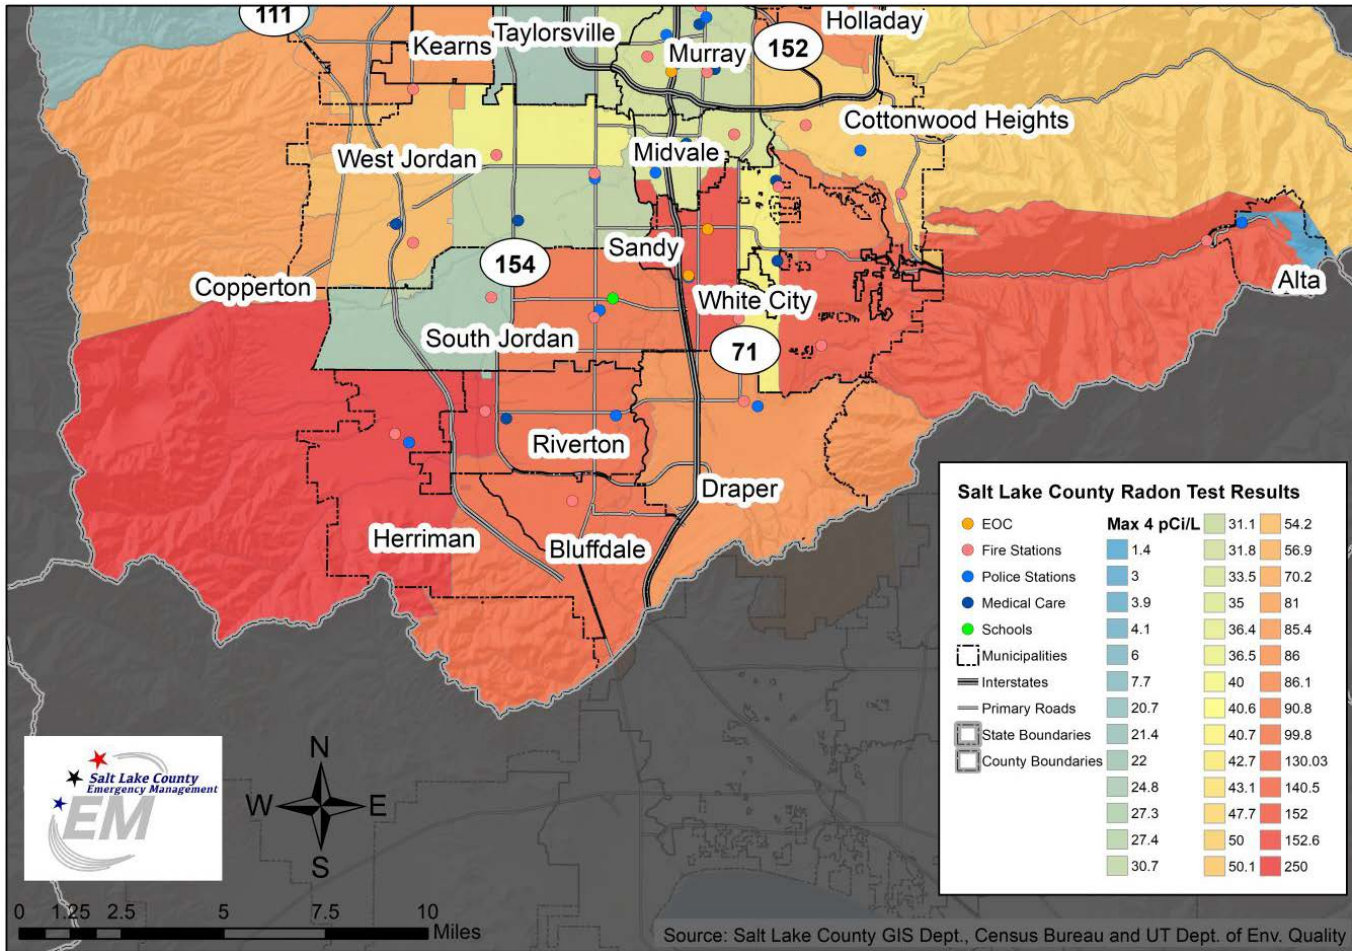 111
Taylorsville
Holladay
Kearns
Murray
152
Cottonwood Heights
West Jordan
Midvale
Sandy
154
Copperton
White City
Alta
South Jordan
71
Riverton
Draper
Herriman
Bluffdale
Salt Lake County Radon Test Results
EOC
Fire Stations
Police Stations
Medical Care
Schools
Municipalities
Interstates
Primary Roads
State Boundaries
County Boundaries
Max 4 pCi/L
1.4
3
3.9
4.1
6
7.7
20.7
21.4
22
24.8
27.3
27.4
30.7
31.1
31.8
33.5
35
36.4
36.5
40
40.6
40.7
42.7
43.1
47.7
50
50.1
54.2
56.9
70.2
81
85.4
86
86.1
90.8
99.8
130.03
140.5
152
152.6
250
Salt Lake County
Emergency Management
EM
N
W E
S
0 1.25 2.5 5 7.5 10
Miles
Source: Salt Lake County GIS Dept., Census Bureau and UT Dept. of Env. Quality